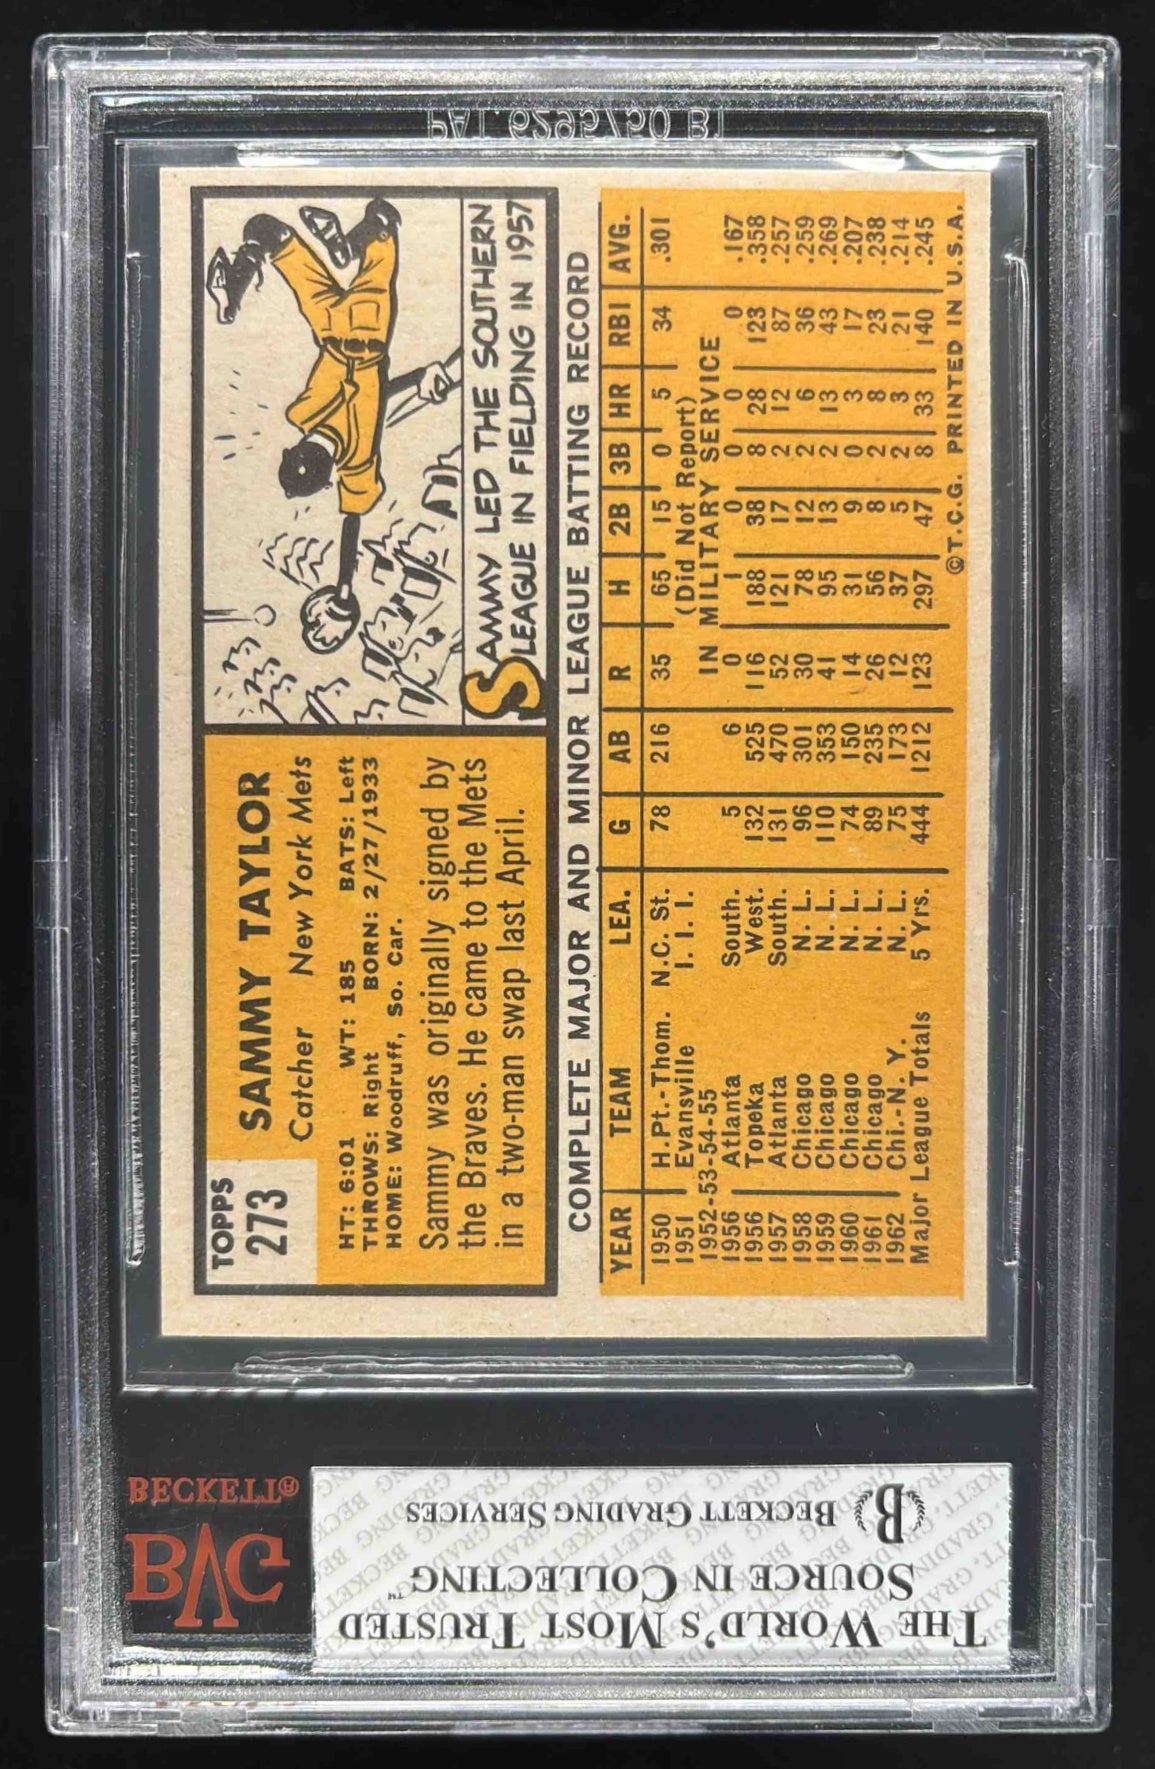 TOPPS
273
SAMMY TAYLOR
Catcher New York Mets
HT: 6:01 WT: 185 BATS: Left
THROWS: Right BORN: 2/27/1933
HOME: Woodruff, So. Car.
Sammy was originally signed by
the Braves. He came to the Mets
in a two-man swap last April.
SAMMY LED THE SOUTHERN
LEAGUE IN FIELDING IN 1957
COMPLETE MAJOR AND MINOR LEAGUE BATTING RECORD
YEAR TEAM LEA. G AB R H 2B 3B HR RBI AVG.
1950 H.Pt.-Thom. N.C. St. 78 216 35 65 15 0 5 34 .301
1951 Evansville I. I. I. (Did Not Report)
1952-53-54-55 IN MILITARY SERVICE
1956 Atlanta South. 5 6 0 1 0 0 0 0 .167
1956 Topeka West. 132 525 116 188 38 8 28 123 .358
1957 Atlanta South. 131 470 52 121 17 2 12 87 .257
1958 Chicago N. L. 96 301 30 78 12 2 6 36 .259
1959 Chicago N. L. 110 353 41 95 13 2 13 43 .269
1960 Chicago N. L. 74 150 14 31 9 0 3 17 .207
1961 Chicago N. L. 89 235 26 56 8 2 8 23 .238
1962 Chi.-N. Y. N. L. 75 173 12 37 5 2 3 21 .214
Major League Totals 5 Yrs. 444 1212 123 297 47 8 33 140 .245
©T.C.G. PRINTED IN U.S.A.
PAT. 6295750 B1
THE WORLD'S MOST TRUSTED
SOURCE IN COLLECTING™
B. BECKETT GRADING SERVICES
BVG
BECKETT®